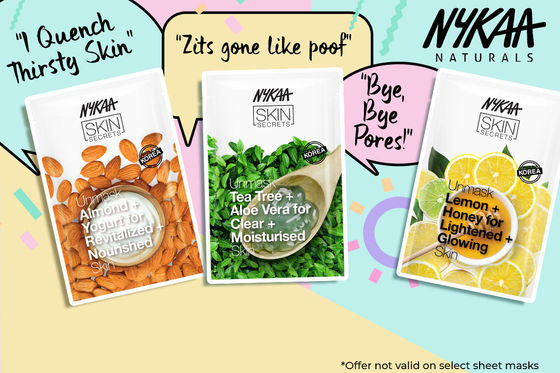 "I Quench
Thirsty Skin"
"Zits gone like poof"
"Bye,
Bye
Pores!"
NYKAA
NATURALS
NYKAA
SKIN
SECRETS
KOREA
Unmask
Almond +
Yogurt for
Revitalized +
Nourished
Skin
NYKAA
SKIN
SECRETS
KOREA
Unmask
Tea Tree +
Aloe Vera for
Clear +
Moisturised
Skin
NYKAA
SKIN
SECRETS
KOREA
Unmask
Lemon +
Honey for
Lightened +
Glowing
Skin
*Offer not valid on select sheet masks